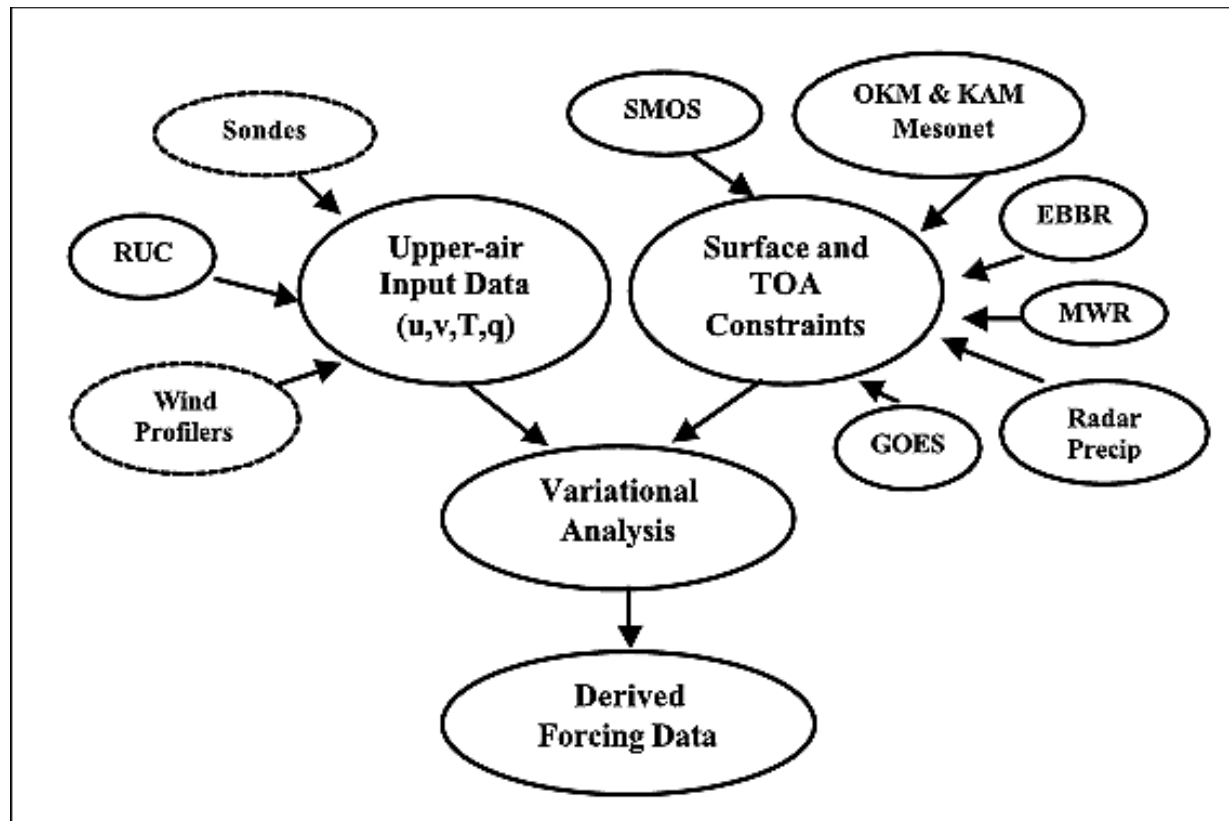 Sondes
SMOS
OKM & KAM
Mesonet
RUC
Upper-air
Input Data
(u,v,T,q)
Surface and
TOA
Constraints
EBBR
MWR
Wind
Profilers
GOES
Radar
Precip
Variational
Analysis
Derived
Forcing Data